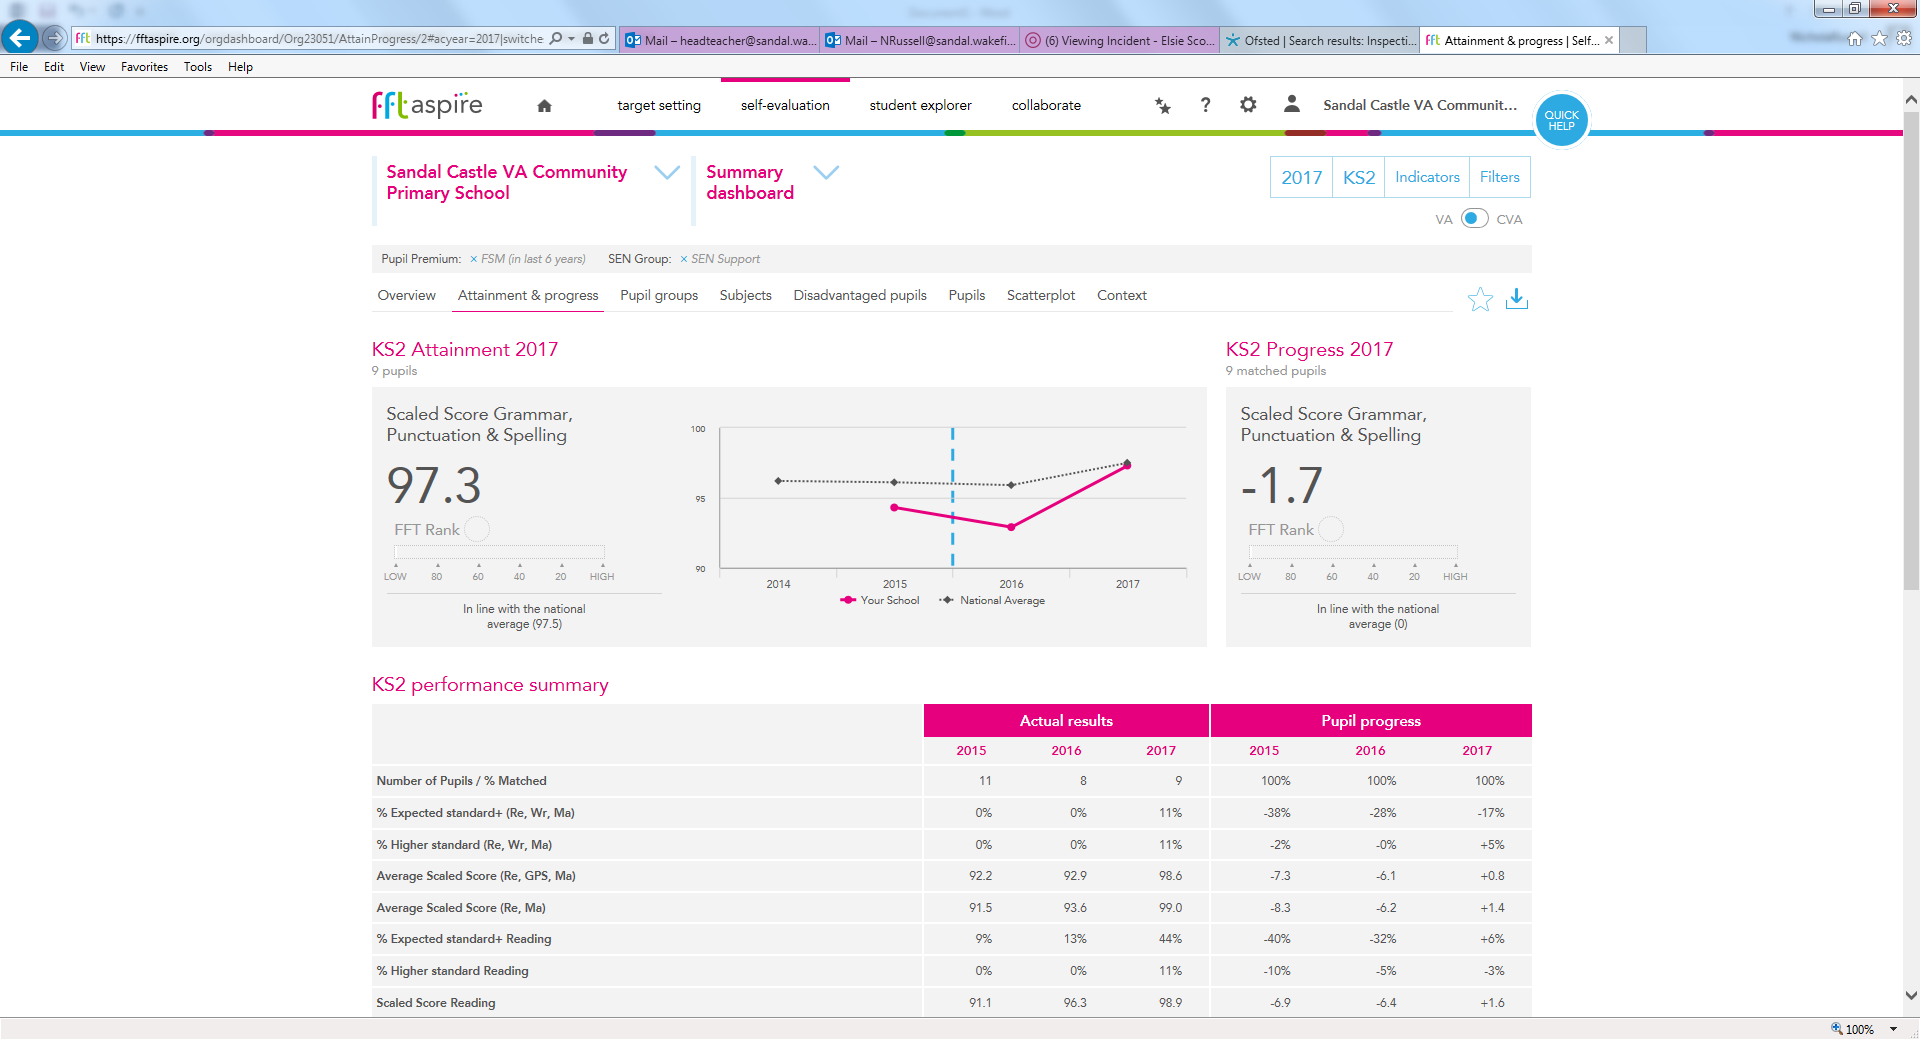 https://fftaspire.org/orgdashboard/Org23051/AttainProgress/2#acyear=2017|switche
Mail – headteacher@sandal.wa...
Mail – NRussell@sandal.wakefi...
(6) Viewing Incident - Elsie Sco...
Ofsted | Search results: Inspecti...
fft Attainment & progress | Self...
File Edit View Favorites Tools Help
fft aspire
target setting self-evaluation student explorer collaborate
? Sandal Castle VA Communit...
QUICK
HELP
Sandal Castle VA Community
Primary School
Summary
dashboard
2017 KS2 Indicators Filters
VA CVA
Pupil Premium: × FSM (in last 6 years) SEN Group: × SEN Support
Overview Attainment & progress Pupil groups Subjects Disadvantaged pupils Pupils Scatterplot Context
KS2 Attainment 2017
9 pupils
Scaled Score Grammar,
Punctuation & Spelling
97.3
FFT Rank
LOW 80 60 40 20 HIGH
In line with the national
average (97.5)
100
95
90
2014 2015 2016 2017
Your School National Average
KS2 Progress 2017
9 matched pupils
Scaled Score Grammar,
Punctuation & Spelling
-1.7
FFT Rank
LOW 80 60 40 20 HIGH
In line with the national
average (0)
KS2 performance summary
Actual results Pupil progress
2015 2016 2017 2015 2016 2017
Number of Pupils / % Matched 11 8 9 100% 100% 100%
% Expected standard+ (Re, Wr, Ma) 0% 0% 11% -38% -28% -17%
% Higher standard (Re, Wr, Ma) 0% 0% 11% -2% -0% +5%
Average Scaled Score (Re, GPS, Ma) 92.2 92.9 98.6 -7.3 -6.1 +0.8
Average Scaled Score (Re, Ma) 91.5 93.6 99.0 -8.3 -6.2 +1.4
% Expected standard+ Reading 9% 13% 44% -40% -32% +6%
% Higher standard Reading 0% 0% 11% -10% -5% -3%
Scaled Score Reading 91.1 96.3 98.9 -6.9 -6.4 +1.6
100%